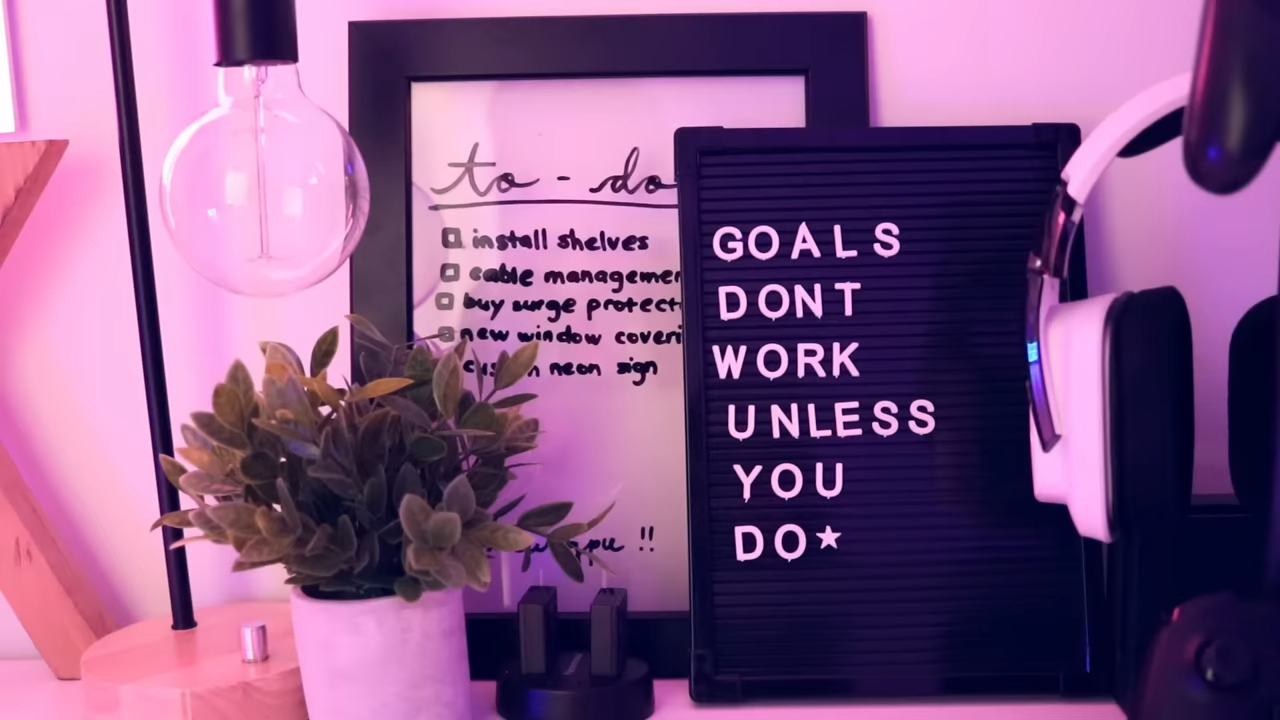 to-do
install shelves
cable managemen
buy surge protect
new window coveri
neon sign
gpu !!
GOALS
DONT
WORK
UNLESS
YOU
DO★